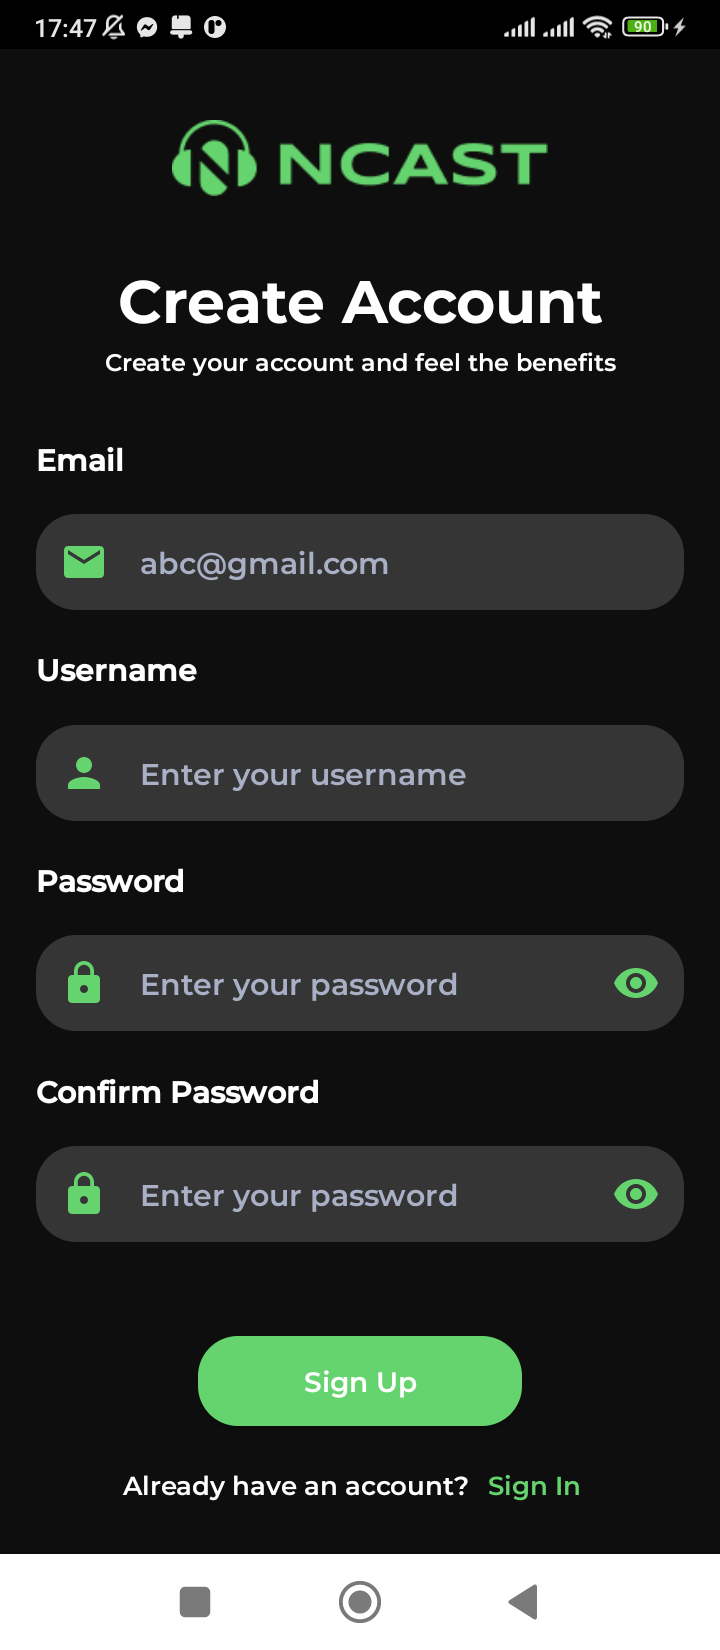 17:47
90
NCAST
Create Account
Create your account and feel the benefits
Email
abc@gmail.com
Username
Enter your username
Password
Enter your password
Confirm Password
Enter your password
Sign Up
Already have an account? Sign In